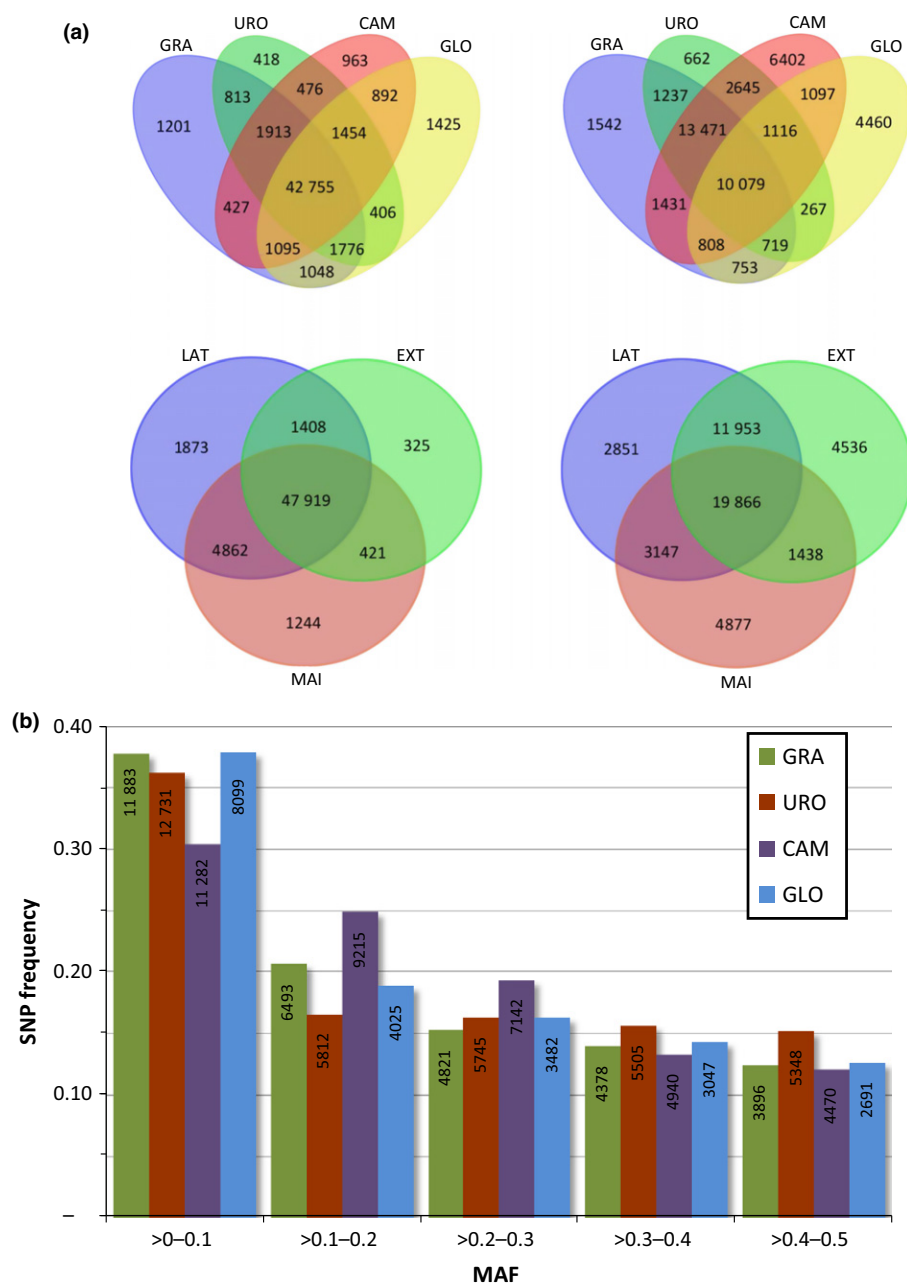 (a)
GRA URO CAM GLO
418 963
813 476 892
1201 1913 1454 1425
42 755
427 406
1095 1776
1048
GRA URO CAM GLO
662 6402
1237 2645 1097
1542 13 471 1116 4460
10 079
1431 267
808 719
753
LAT EXT
1408
1873 325
47 919
4862 421
1244
MAI
LAT EXT
11 953
2851 4536
19 866
3147 1438
4877
MAI
(b)
SNP frequency
0.40
0.30
0.20
0.10
–
GRA
URO
CAM
GLO
11 883 12 731 11 282 8099
6493 5812 9215 4025
4821 5745 7142 3482
4378 5505 4940 3047
3896 5348 4470 2691
>0–0.1 >0.1–0.2 >0.2–0.3 >0.3–0.4 >0.4–0.5
MAF